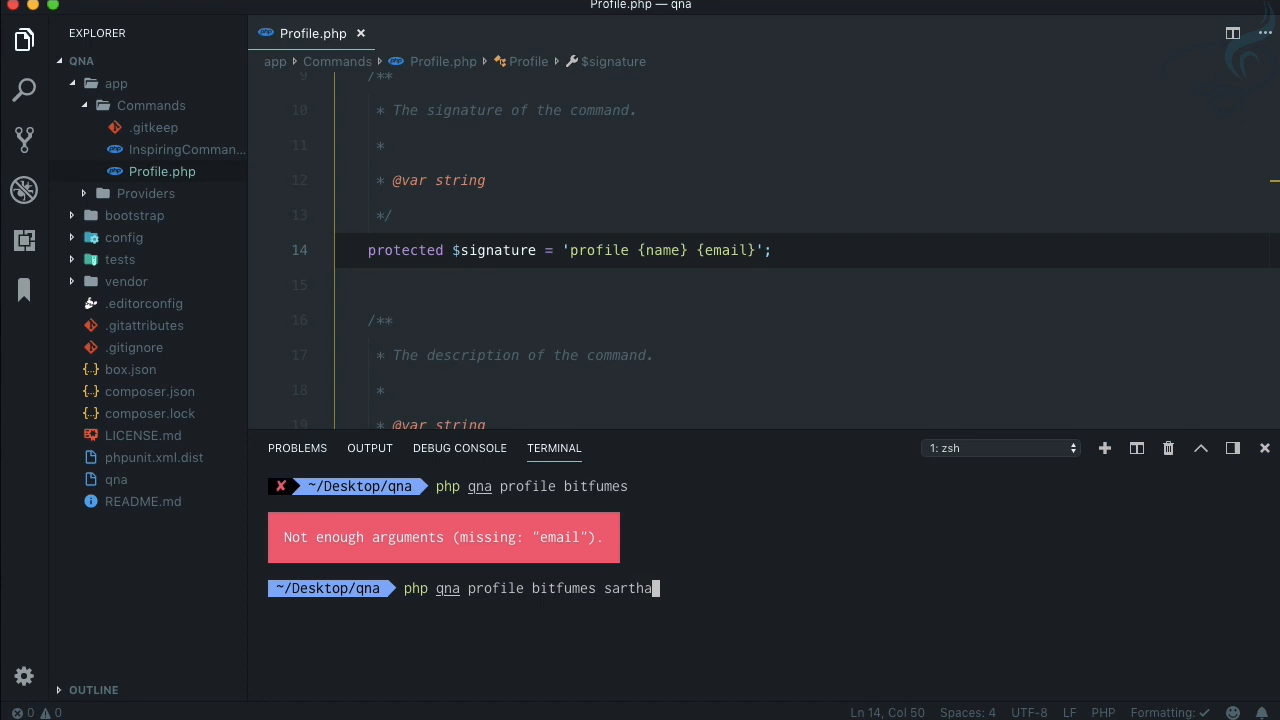 Profile.php — qna
EXPLORER
QNA
app
Commands
.gitkeep
InspiringComman...
Profile.php
Providers
bootstrap
config
tests
vendor
.editorconfig
.gitattributes
.gitignore
box.json
composer.json
composer.lock
LICENSE.md
phpunit.xml.dist
qna
README.md
OUTLINE
Profile.php
app Commands Profile.php Profile $signature
9 /**
10 * The signature of the command.
11 *
12 * @var string
13 */
14 protected $signature = 'profile {name} {email}';
15
16 /**
17 * The description of the command.
18 *
19 * @var string
PROBLEMS OUTPUT DEBUG CONSOLE TERMINAL 1: zsh
✘ ~/Desktop/qna php qna profile bitfumes
Not enough arguments (missing: "email").
~/Desktop/qna php qna profile bitfumes sartha
0 0 Ln 14, Col 50 Spaces: 4 UTF-8 LF PHP Formatting: ✓